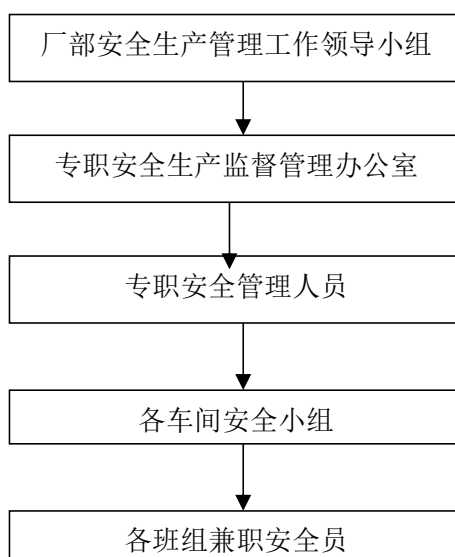 厂部安全生产管理工作领导小组
专职安全生产监督管理办公室
专职安全管理人员
各车间安全小组
各班组兼职安全员